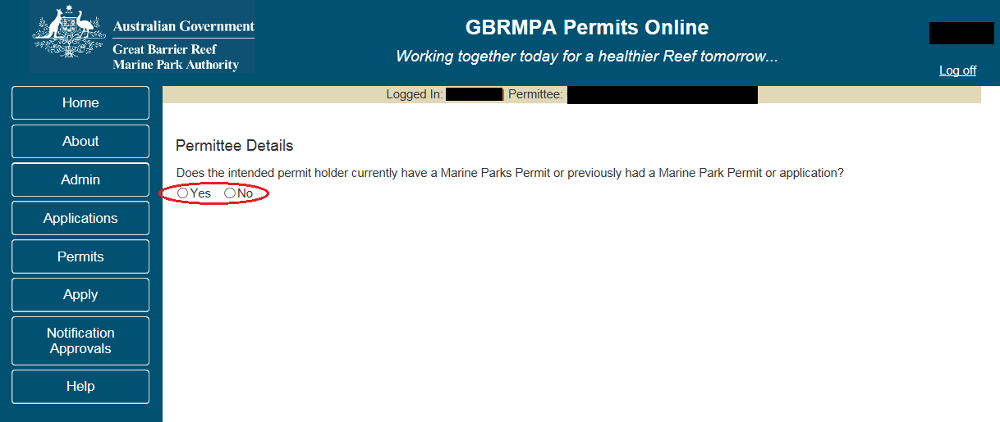 Australian Government
Great Barrier Reef
Marine Park Authority
GBRMPA Permits Online
Working together today for a healthier Reef tomorrow...
Log off
Home
About
Admin
Applications
Permits
Apply
Notification
Approvals
Help
Logged In: Permittee:
Permittee Details
Does the intended permit holder currently have a Marine Parks Permit or previously had a Marine Park Permit or application?
Yes No